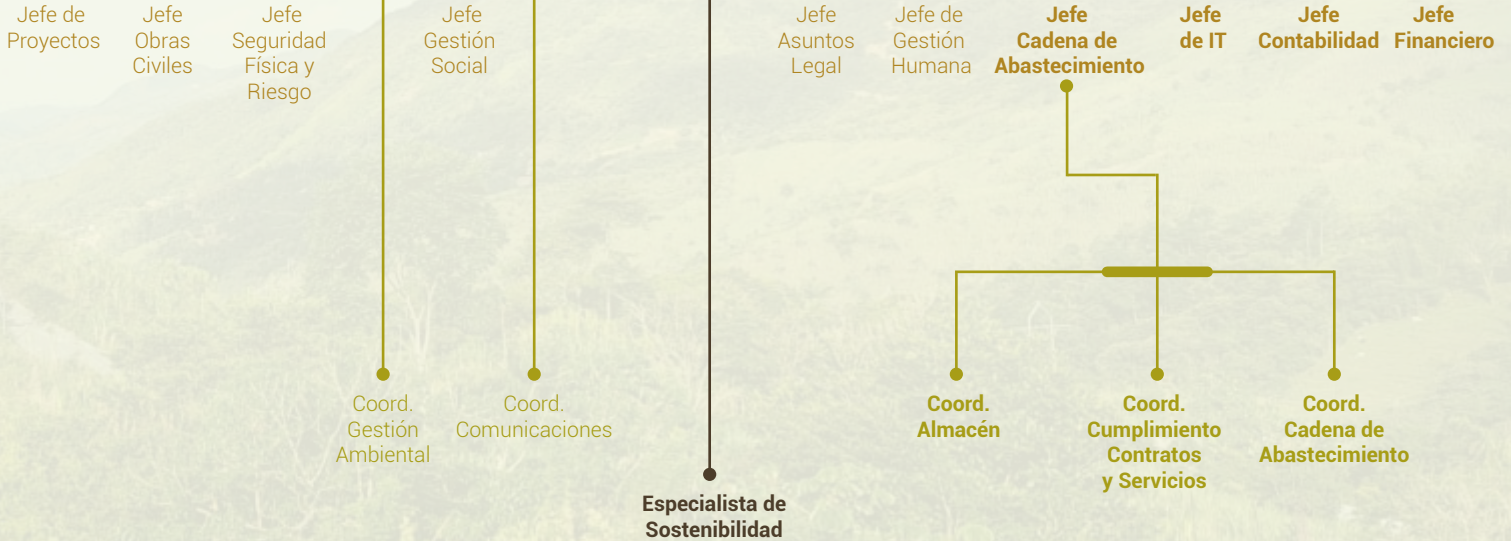 Jefe de
Proyectos
Jefe
Obras
Civiles
Jefe
Seguridad
Física y
Riesgo
Jefe
Gestión
Social
Jefe
Asuntos
Legal
Jefe de
Gestión
Humana
Jefe
Cadena de
Abastecimiento
Jefe
de IT
Jefe
Contabilidad
Jefe
Financiero
Coord.
Gestión
Ambiental
Coord.
Comunicaciones
Coord.
Almacén
Coord.
Cumplimiento
Contratos
y Servicios
Coord.
Cadena de
Abastecimiento
Especialista de
Sostenibilidad